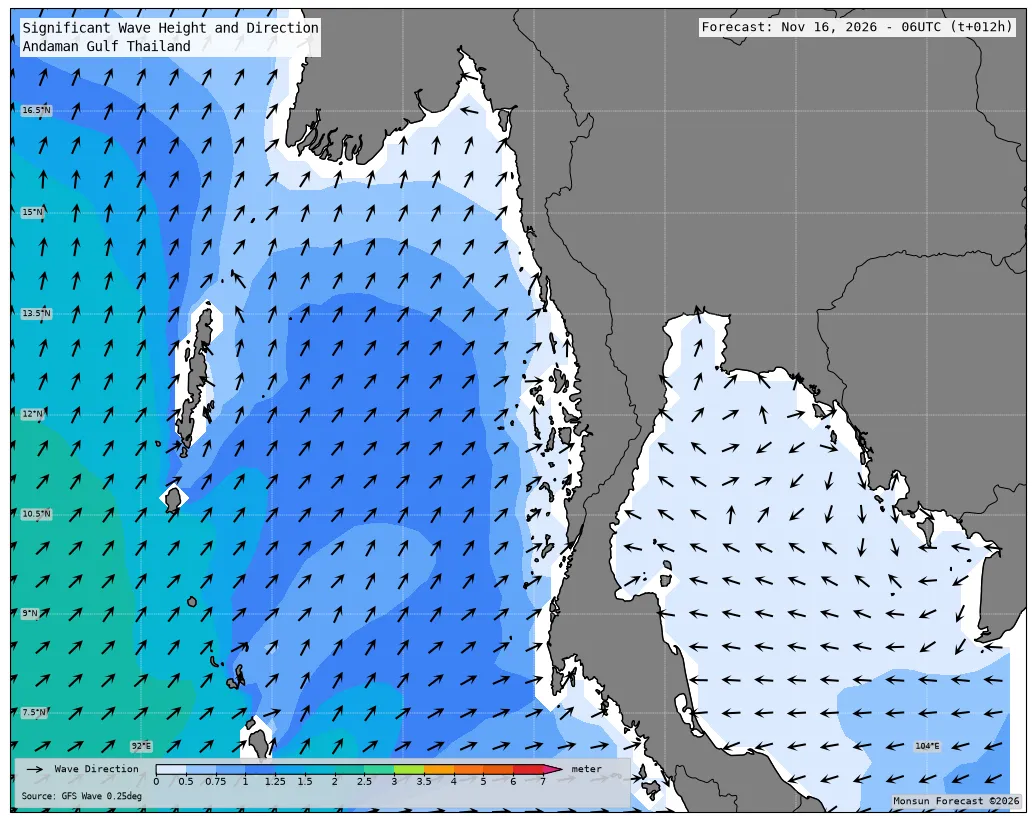 Significant Wave Height and Direction
Andaman Gulf Thailand
Forecast: Nov 16, 2026 - 06UTC (t+012h)
16.5°N
15°N
13.5°N
12°N
10.5°N
9°N
7.5°N
92°E
104°E
Wave Direction
meter
0 0.5 0.75 1 1.25 1.5 2 2.5 3 3.5 4 5 6 7
Source: GFS Wave 0.25deg
Monsun Forecast ©2026